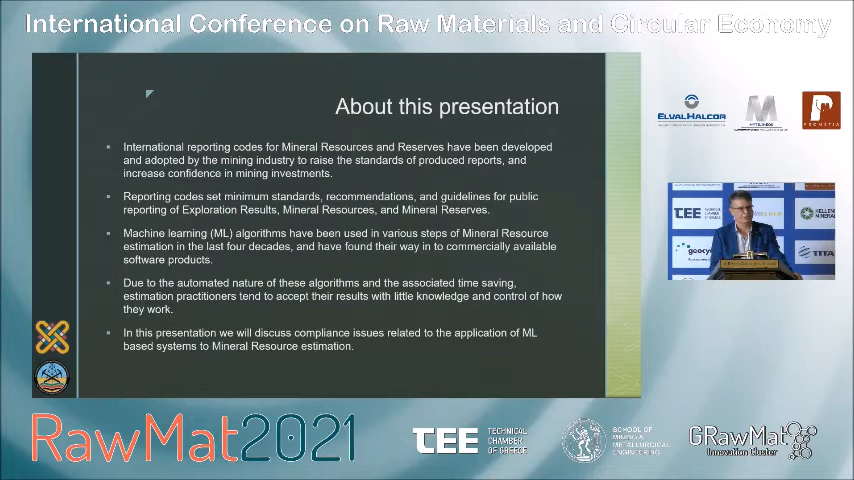 International Conference on Raw Materials and Circular Economy
About this presentation
International reporting codes for Mineral Resources and Reserves have been developed
and adopted by the mining industry to raise the standards of produced reports, and
increase confidence in mining investments.
Reporting codes set minimum standards, recommendations, and guidelines for public
reporting of Exploration Results, Mineral Resources, and Mineral Reserves.
Machine learning (ML) algorithms have been used in various steps of Mineral Resource
estimation in the last four decades, and have found their way in to commercially available
software products.
Due to the automated nature of these algorithms and the associated time saving,
estimation practitioners tend to accept their results with little knowledge and control of how
they work.
In this presentation we will discuss compliance issues related to the application of ML
based systems to Mineral Resource estimation.
ELVALHALCOR
MYTILINEOS
PROMETIA
TEE
HELLENIC
MINERAL
geocy
TITA
RawMat2021
TEE
TECHNICAL
CHAMBER
OF GREECE
SCHOOL OF
MINING &
METALLURGICAL
ENGINEERING
GRawMat
Innovation Cluster